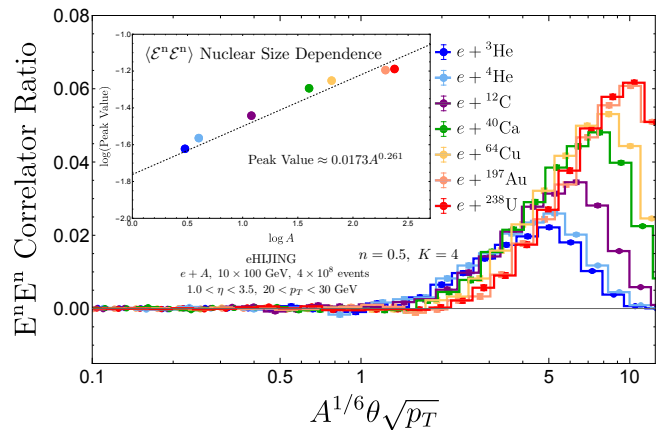 EⁿEⁿ Correlator Ratio
0.08
0.06
0.04
0.02
0.00
0.1
0.5
1
5
10
A^{1/6}θ√p_T
⟨ℰⁿℰⁿ⟩ Nuclear Size Dependence
log(Peak Value)
-1.0
-1.2
-1.4
-1.6
-1.8
-2.0
0.0
0.5
1.0
1.5
2.0
2.5
log A
Peak Value ≈ 0.0173A^{0.261}
e + ³He
e + ⁴He
e + ¹²C
e + ⁴⁰Ca
e + ⁶⁴Cu
e + ¹⁹⁷Au
e + ²³⁸U
n = 0.5, K = 4
eHIJING
e + A, 10 × 100 GeV, 4 × 10⁸ events
1.0 < η < 3.5, 20 < p_T < 30 GeV